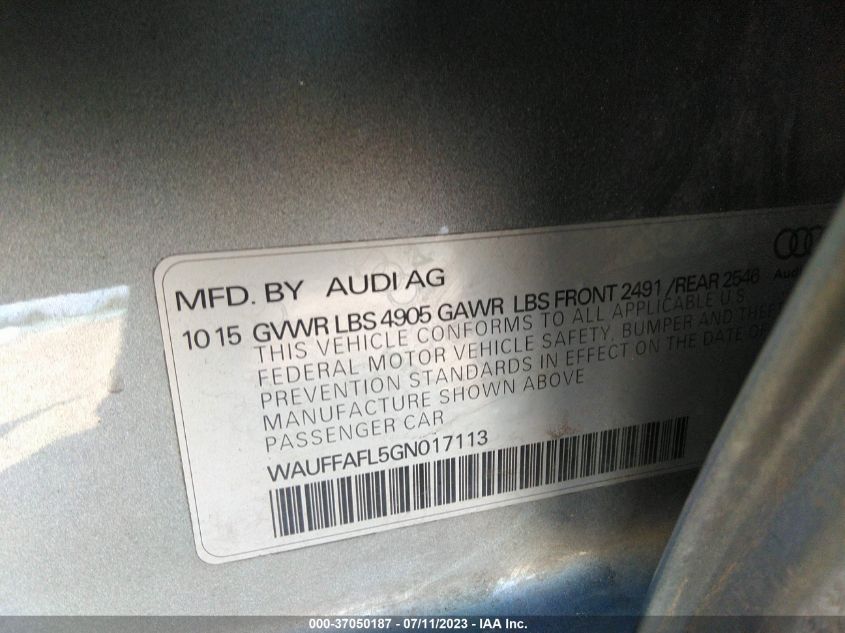 MFD. BY AUDI AG
Audi
10 15 GVWR LBS 4905 GAWR LBS FRONT 2491 /REAR 2546
THIS VEHICLE CONFORMS TO ALL APPLICABLE U.S
FEDERAL MOTOR VEHICLE SAFETY, BUMPER AND THEFT
PREVENTION STANDARDS IN EFFECT ON THE DATE OF
MANUFACTURE SHOWN ABOVE
PASSENGER CAR
WAUFFAFL5GN017113
000-37050187 - 07/11/2023 - IAA Inc.